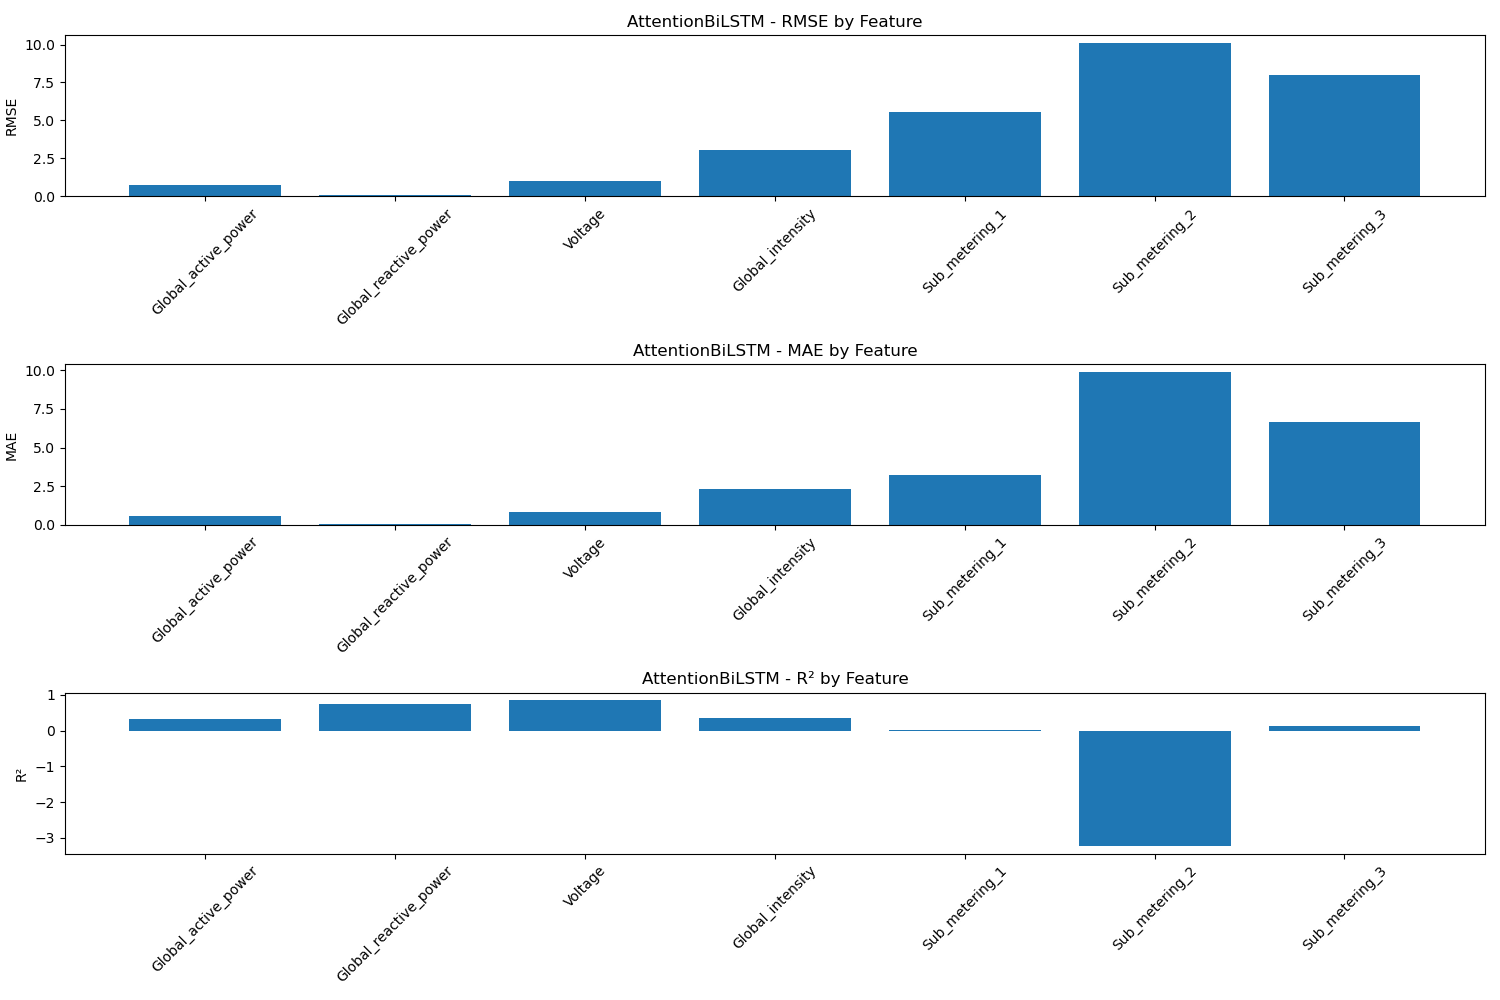 AttentionBiLSTM - RMSE by Feature
10.0
7.5
5.0
2.5
0.0
RMSE
Global_active_power
Global_reactive_power
Voltage
Global_intensity
Sub_metering_1
Sub_metering_2
Sub_metering_3
AttentionBiLSTM - MAE by Feature
10.0
7.5
5.0
2.5
0.0
MAE
Global_active_power
Global_reactive_power
Voltage
Global_intensity
Sub_metering_1
Sub_metering_2
Sub_metering_3
AttentionBiLSTM - R² by Feature
1
0
−1
−2
−3
R²
Global_active_power
Global_reactive_power
Voltage
Global_intensity
Sub_metering_1
Sub_metering_2
Sub_metering_3